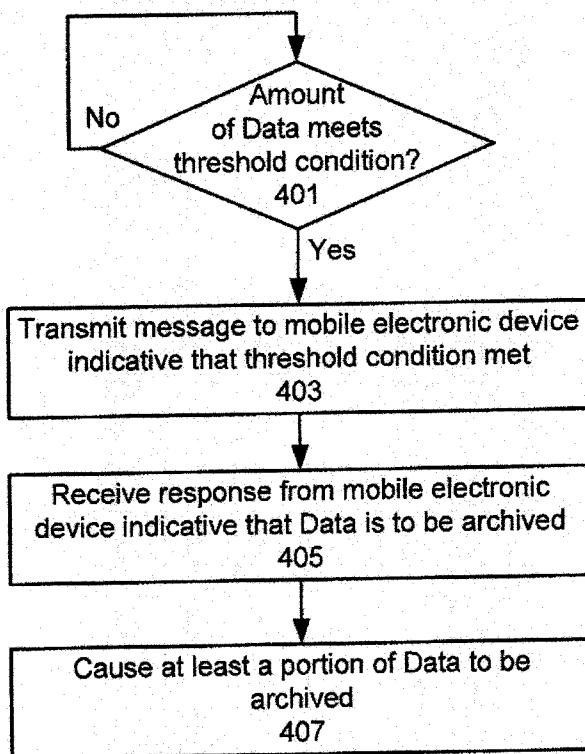 Amount
of Data meets
threshold condition?
401
No
Yes
Transmit message to mobile electronic device
indicative that threshold condition met
403
Receive response from mobile electronic
device indicative that Data is to be archived
405
Cause at least a portion of Data to be
archived
407